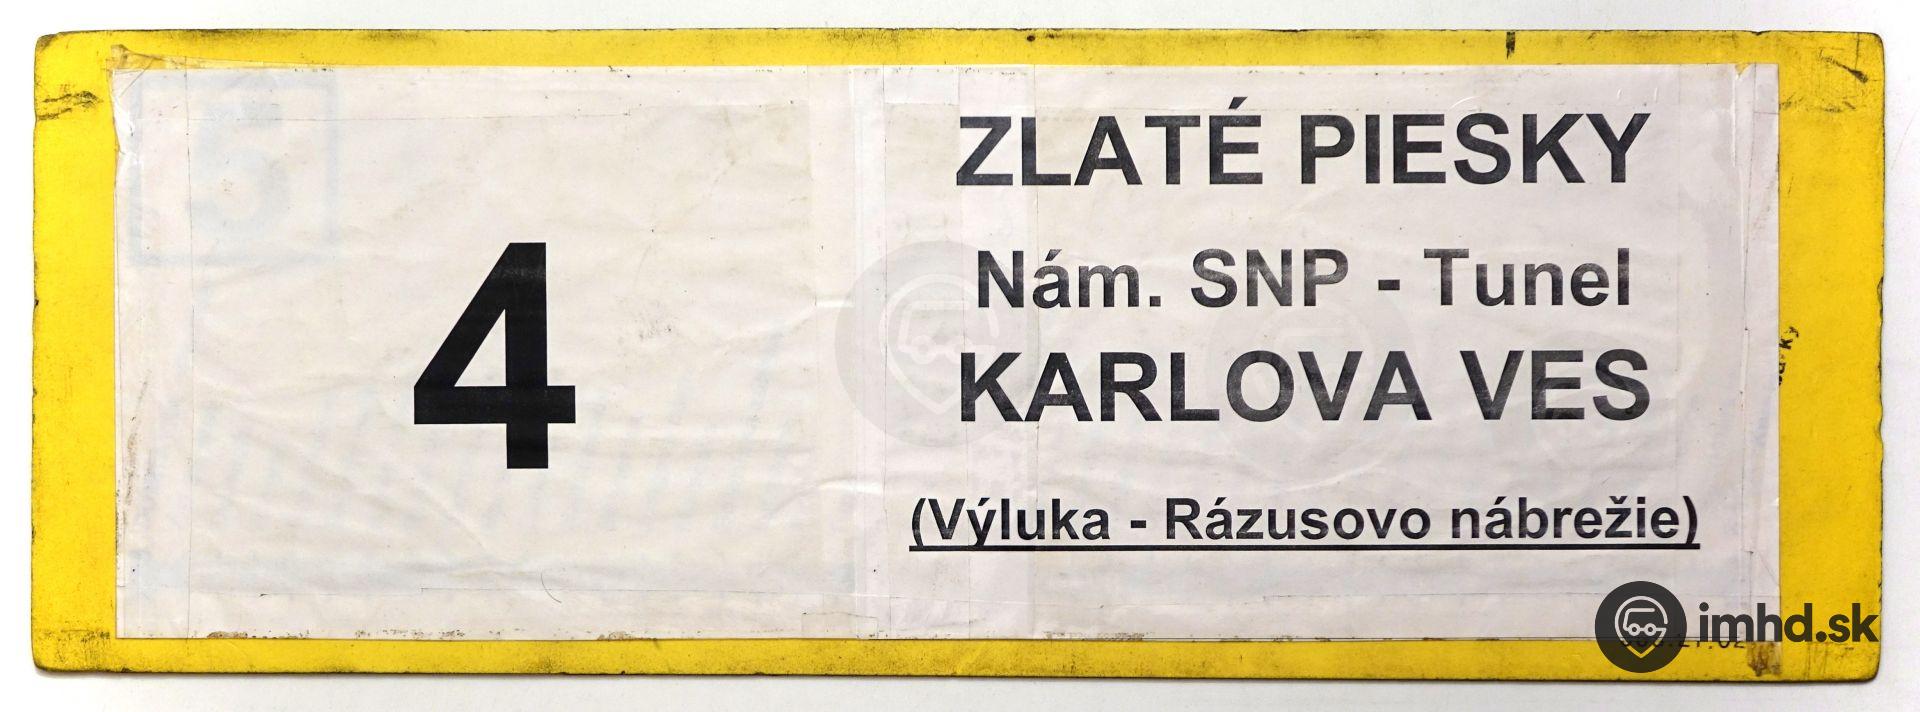 4
ZLATÉ PIESKY
Nám. SNP - Tunel
KARLOVA VES
(Výluka - Rázusovo nábrežie)
imhd.sk